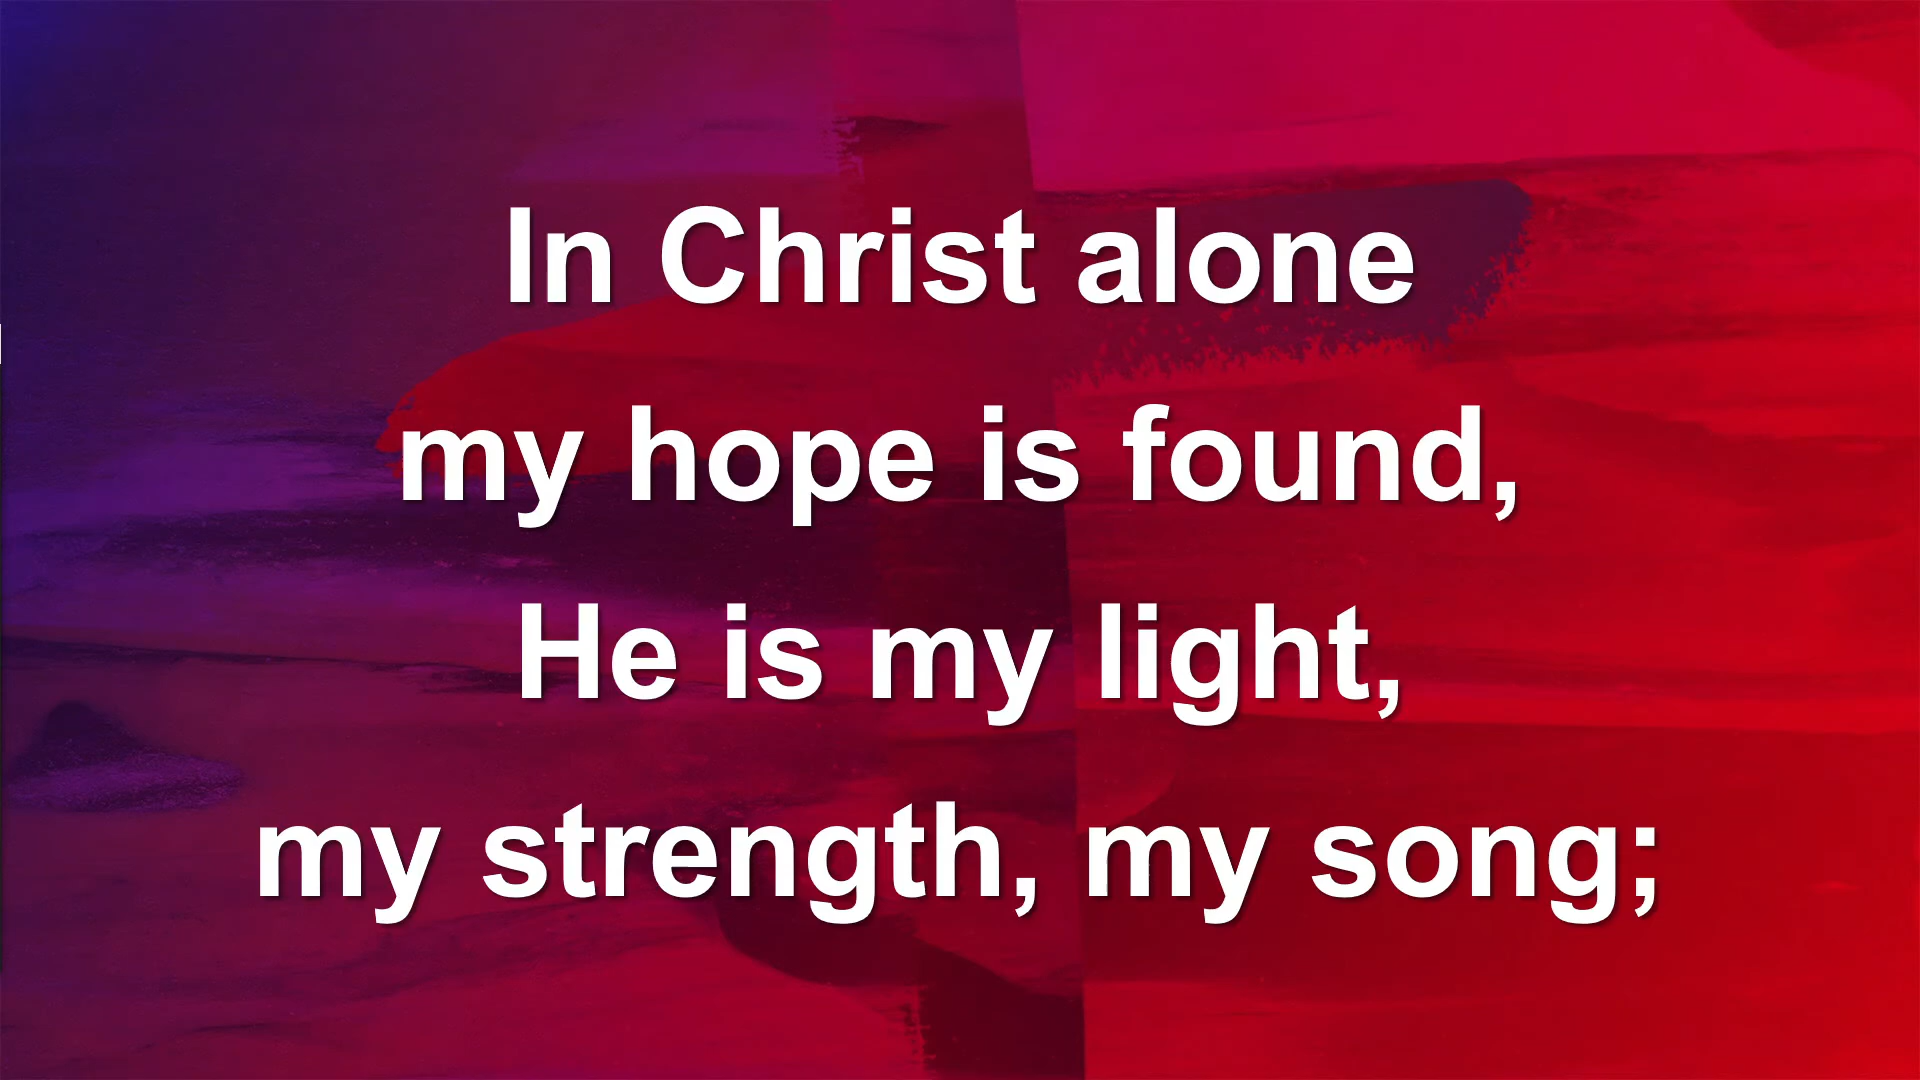 In Christ alone
my hope is found,
He is my light,
my strength, my song;